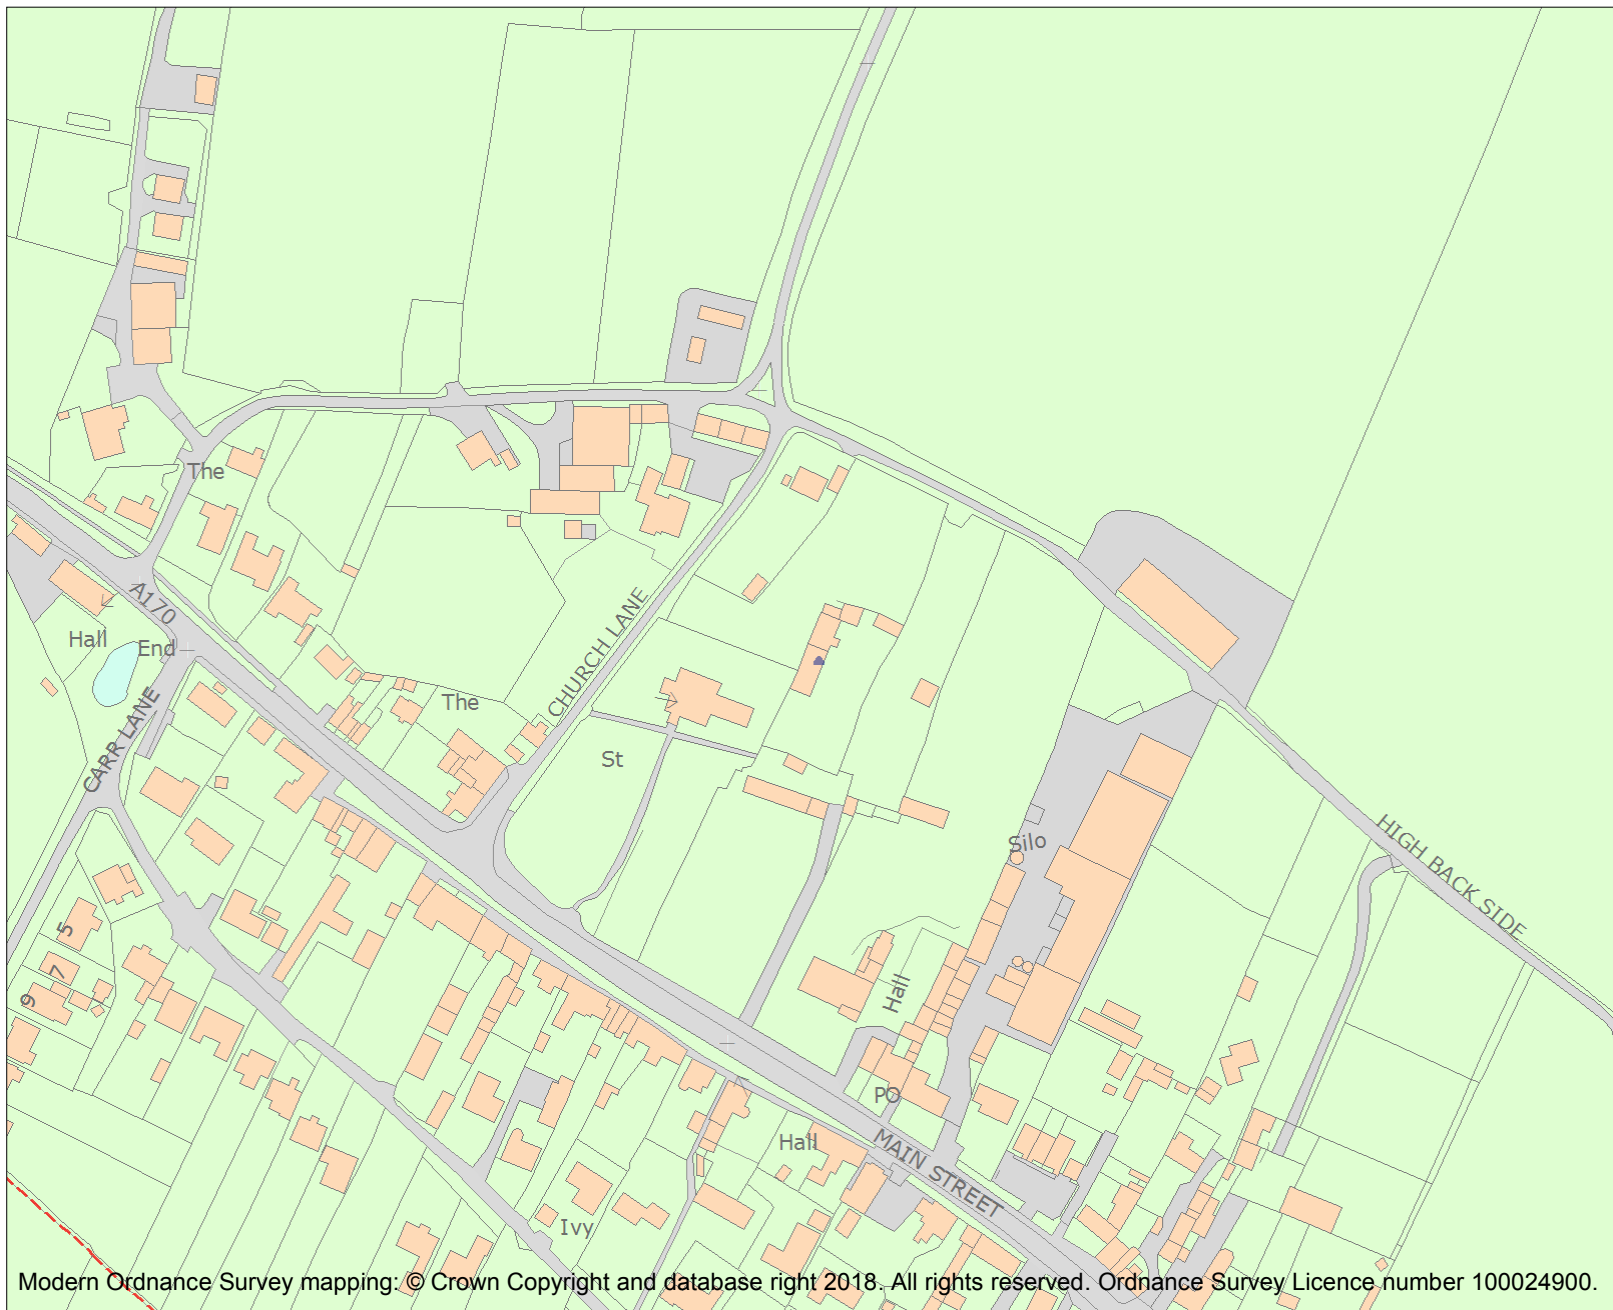 The
A170
Hall
End
CARR LANE
The
CHURCH LANE
St
Silo
HIGH BACK SIDE
5
7
9
Hall
PO
Hall
MAIN STREET
Ivy
Modern Ordnance Survey mapping: © Crown Copyright and database right 2018. All rights reserved. Ordnance Survey Licence number 100024900.